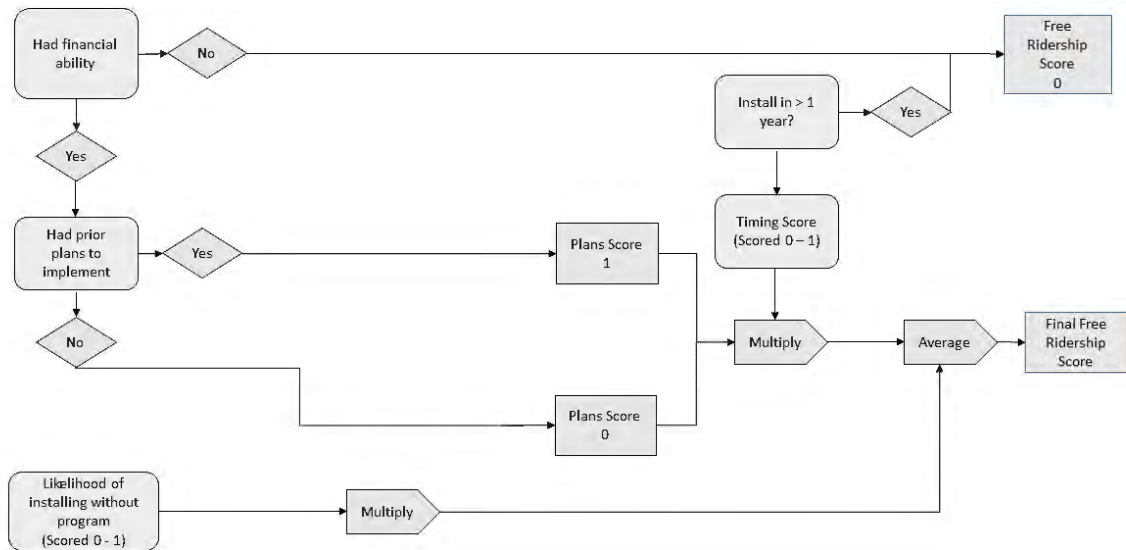 Had financial
ability
No
Free
Ridership
Score
0
Install in > 1
year?
Yes
Yes
Had prior
plans to
implement
Yes
Plans Score
1
Timing Score
(Scored 0 – 1)
No
Multiply
Average
Final Free
Ridership
Score
Plans Score
0
Likelihood of
installing without
program
(Scored 0 - 1)
Multiply